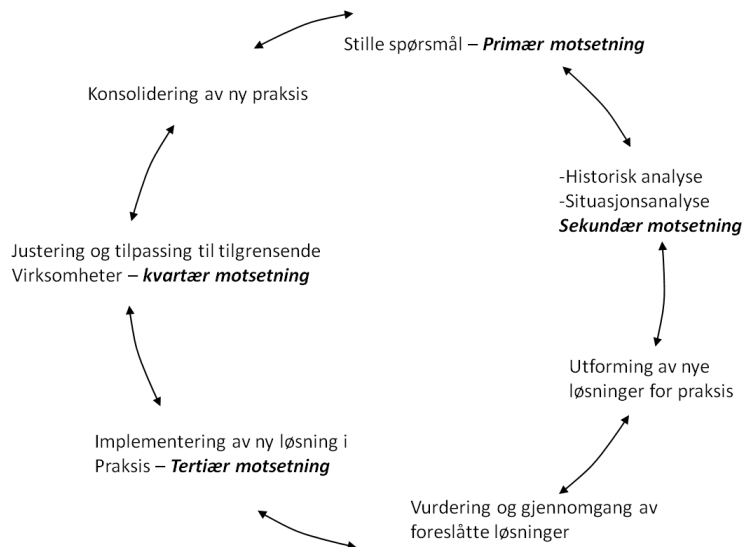 Stille spørsmål – Primær motsetning
-Historisk analyse
-Situasjonsanalyse
Sekundær motsetning
Utforming av nye
løsninger for praksis
Vurdering og gjennomgang av
foreslåtte løsninger
Implementering av ny løsning i
Praksis – Tertiær motsetning
Justering og tilpassing til tilgrensende
Virksomheter – kvartær motsetning
Konsolidering av ny praksis